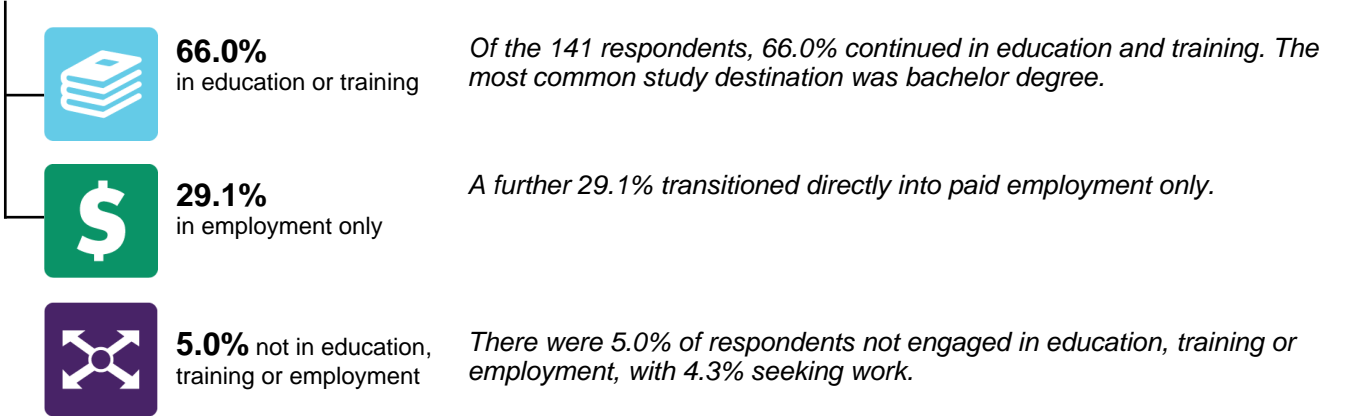 66.0%
in education or training
Of the 141 respondents, 66.0% continued in education and training. The
most common study destination was bachelor degree.
$
29.1%
in employment only
A further 29.1% transitioned directly into paid employment only.
5.0% not in education,
training or employment
There were 5.0% of respondents not engaged in education, training or
employment, with 4.3% seeking work.